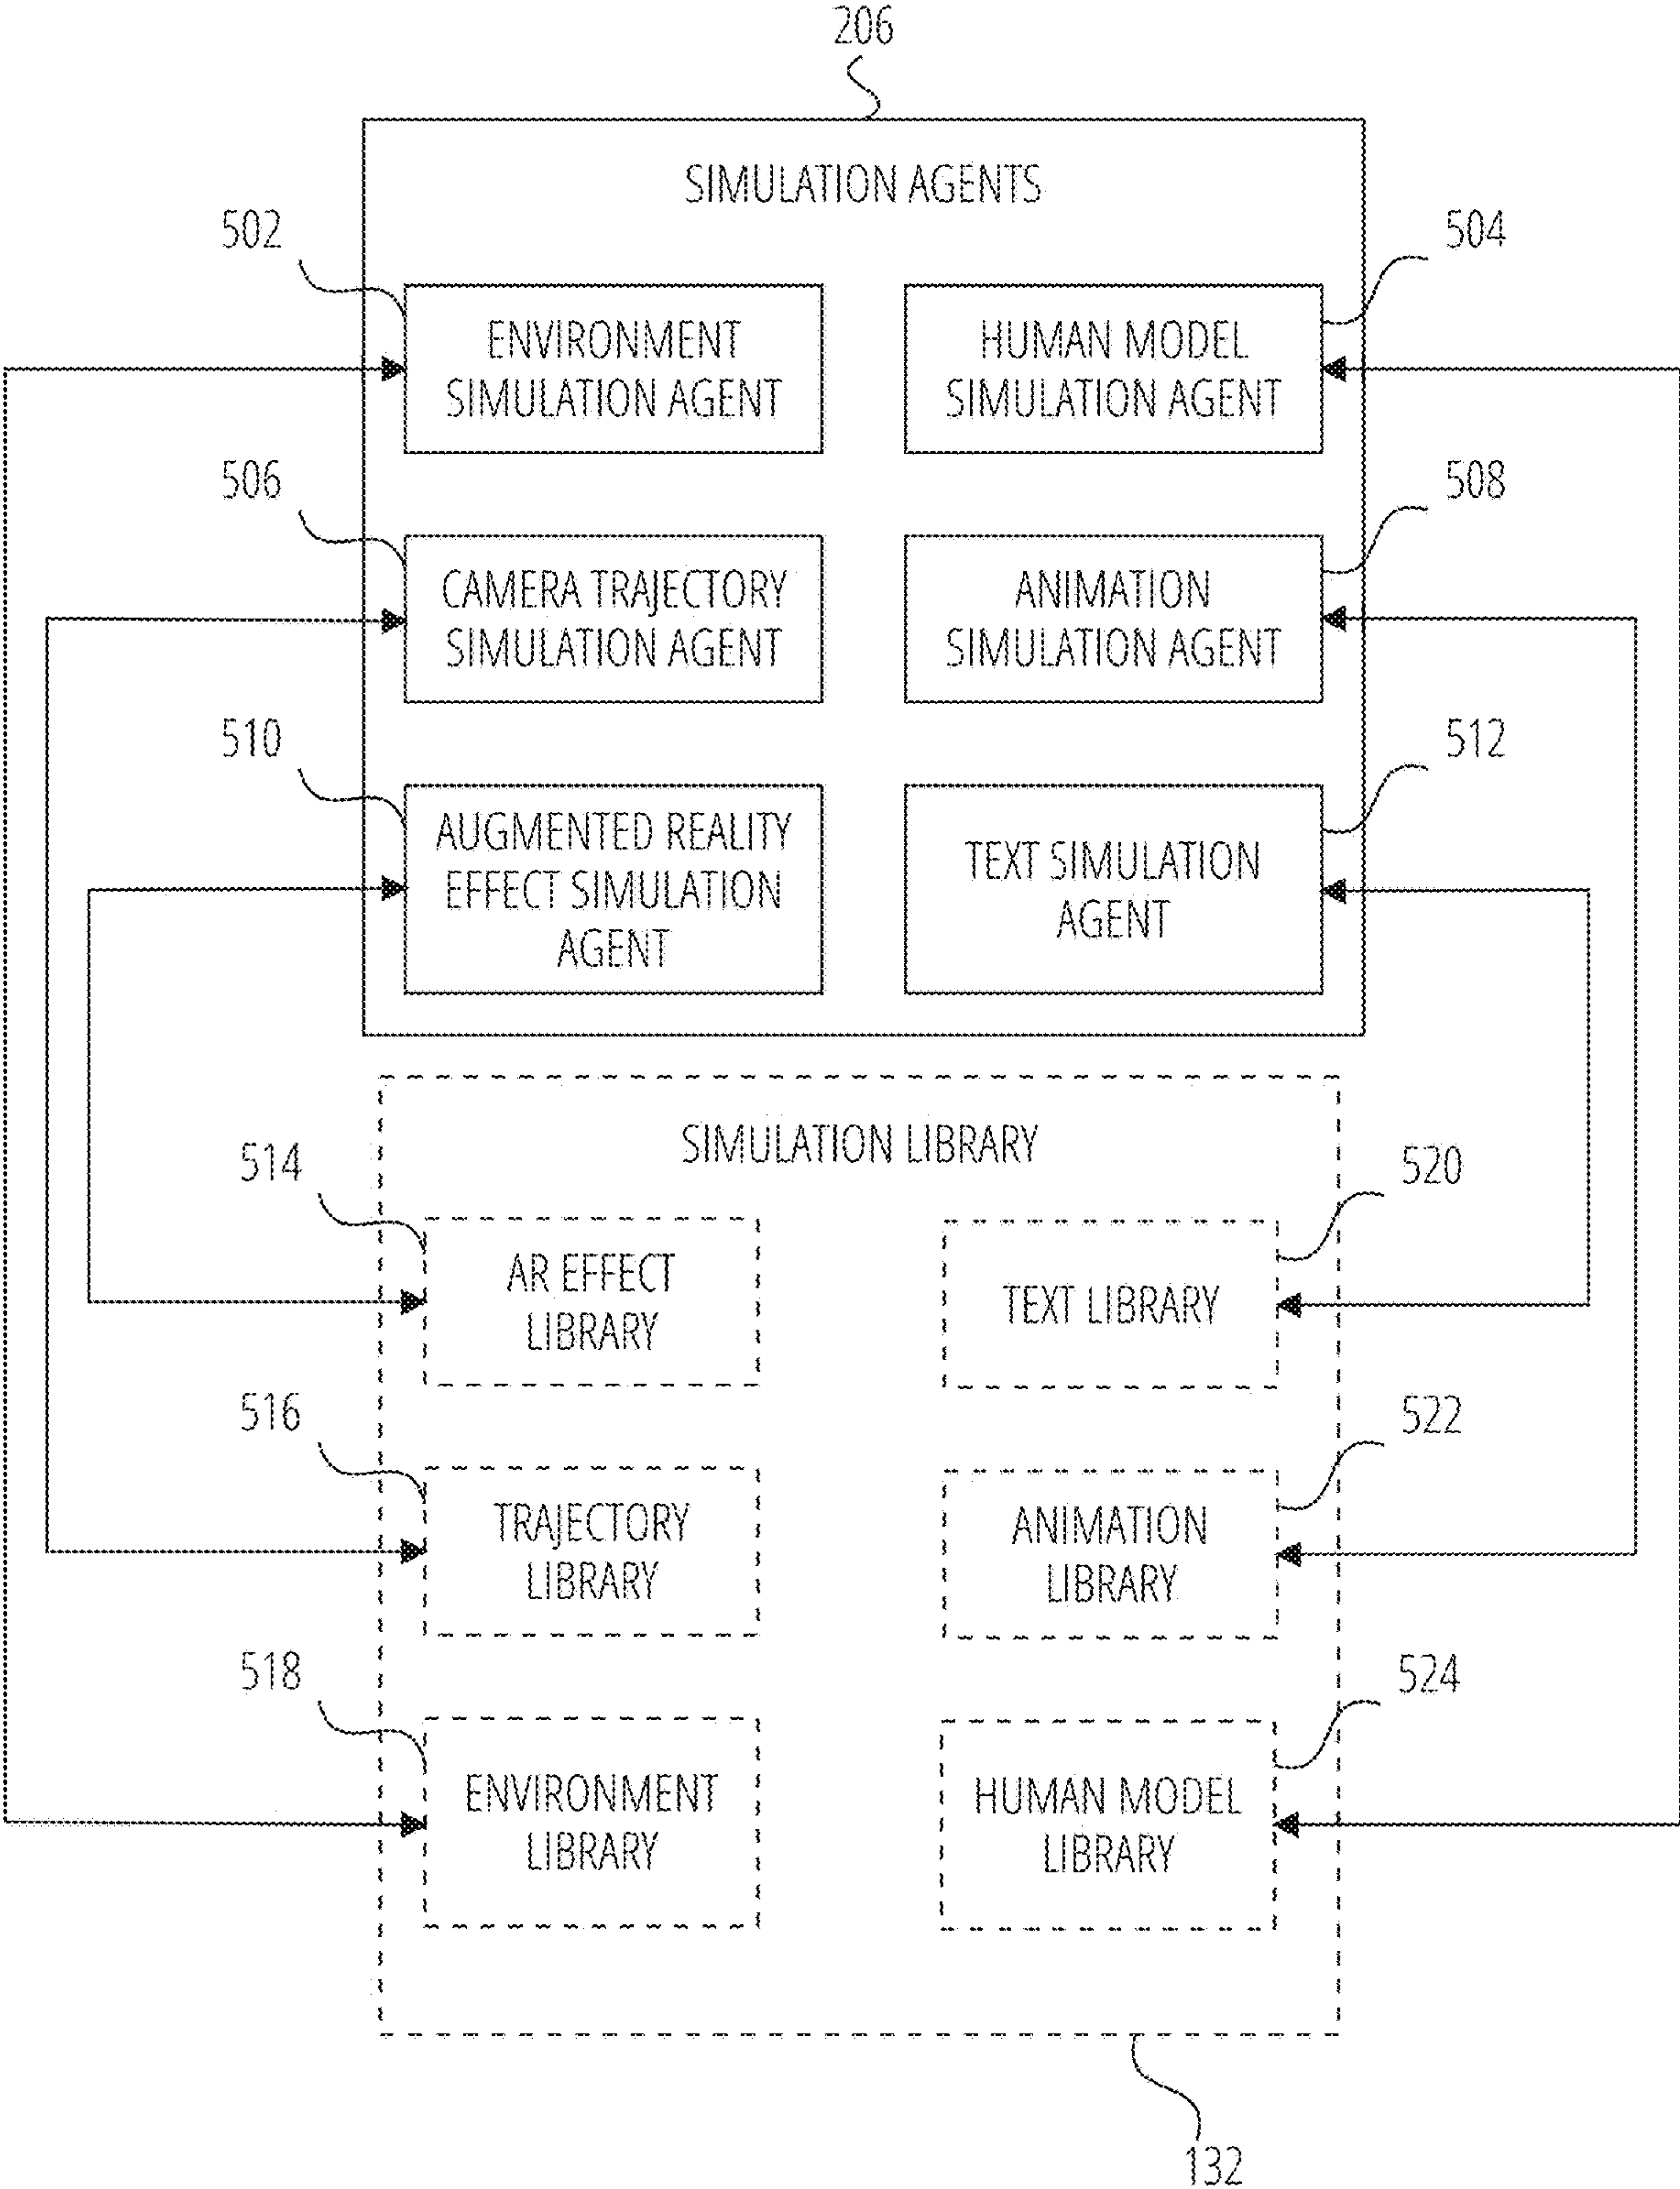 206
SIMULATION AGENTS
502
504
ENVIRONMENT
SIMULATION AGENT
HUMAN MODEL
SIMULATION AGENT
506
508
CAMERA TRAJECTORY
SIMULATION AGENT
ANIMATION
SIMULATION AGENT
510
512
AUGMENTED REALITY
EFFECT SIMULATION
AGENT
TEXT SIMULATION
AGENT
SIMULATION LIBRARY
514
520
AR EFFECT
LIBRARY
TEXT LIBRARY
516
522
TRAJECTORY
LIBRARY
ANIMATION
LIBRARY
518
524
ENVIRONMENT
LIBRARY
HUMAN MODEL
LIBRARY
132